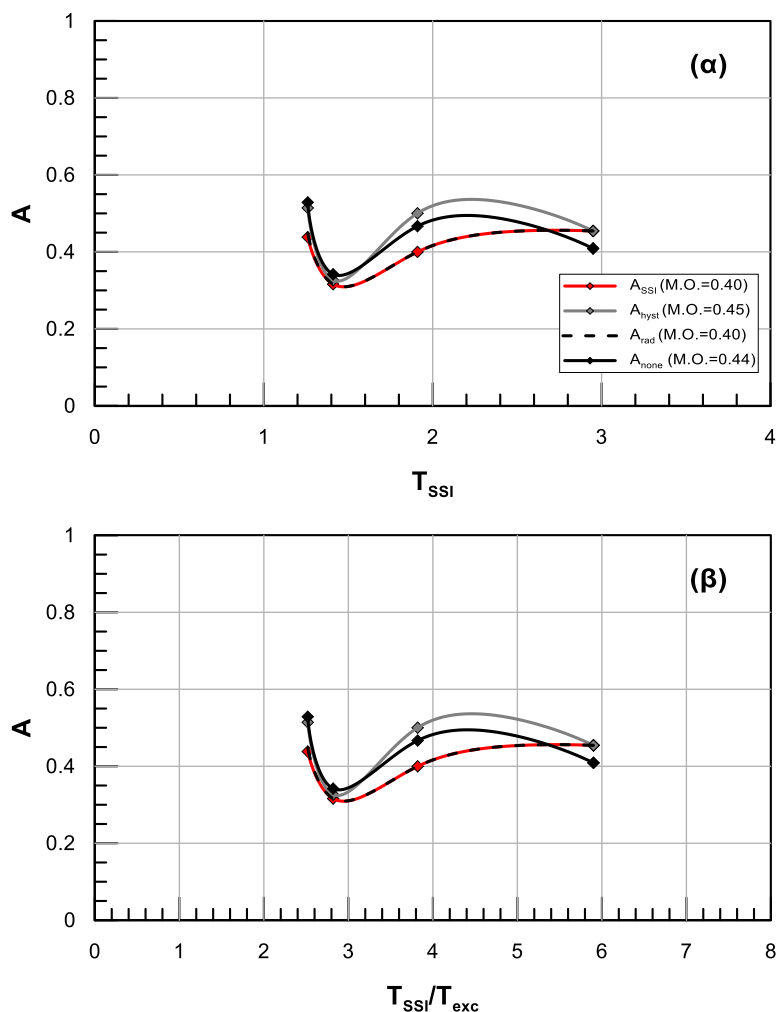 1
0.8
0.6
0.4
0.2
0
A
(α)
A_SSI (M.O.=0.40)
A_hyst (M.O.=0.45)
A_rad (M.O.=0.40)
A_none (M.O.=0.44)
0 1 2 3 4
T_SSI
1
0.8
0.6
0.4
0.2
0
A
(β)
0 1 2 3 4 5 6 7 8
T_SSI/T_exc